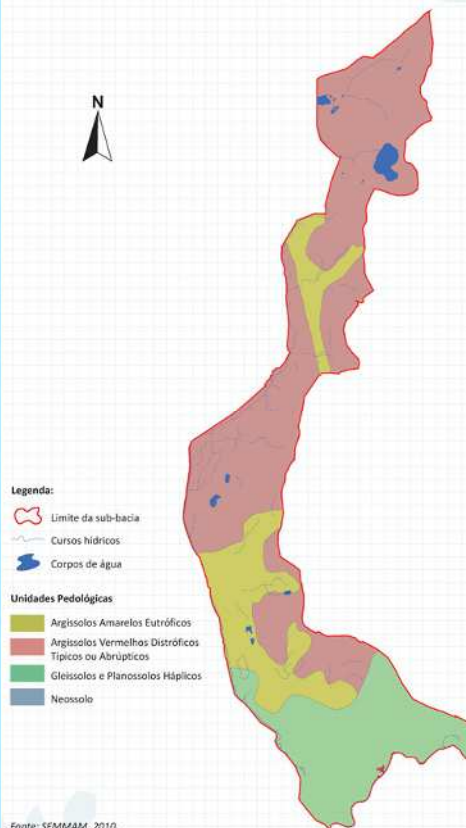 N
Legenda:
Limite da sub-bacia
Cursos hídricos
Corpos de água
Unidades Pedológicas
Argissolos Amarelos Eutróficos
Argissolos Vermelhos Distróficos
Típicos ou Abrúpticos
Gleissolos e Planossolos Háplicos
Neossolo
Fonte: SEMMAM, 2010